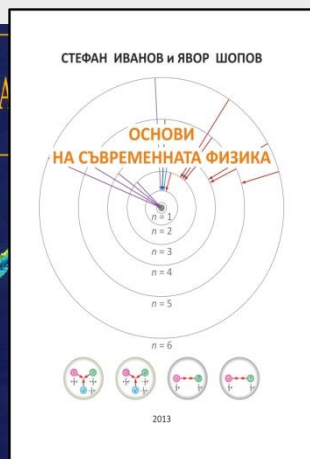 СТЕФАН ИВАНОВ и ЯВОР ШОПОВ
ОСНОВИ
НА СЪВРЕМЕННАТА ФИЗИКА
n = 1
n = 2
n = 3
n = 4
n = 5
n = 6
2013